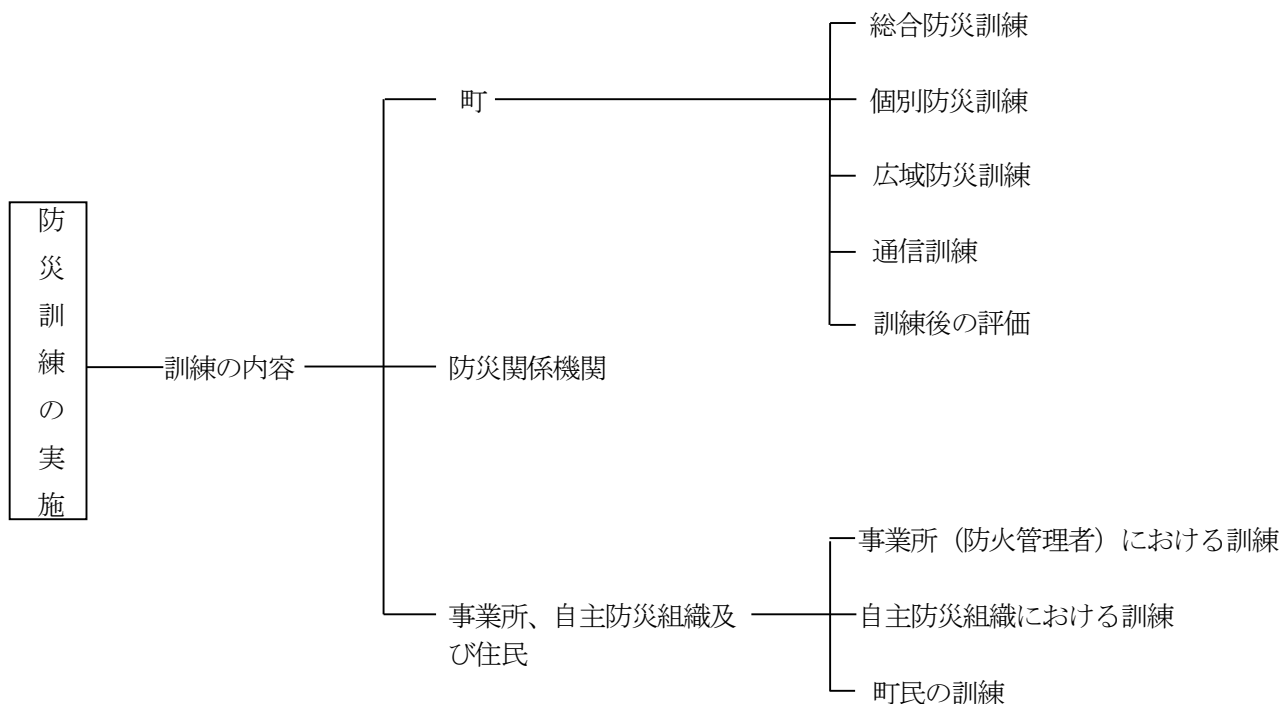 防災訓練の実施
訓練の内容
町
総合防災訓練
個別防災訓練
広域防災訓練
通信訓練
訓練後の評価
防災関係機関
事業所、自主防災組織及
び住民
事業所（防火管理者）における訓練
自主防災組織における訓練
町民の訓練